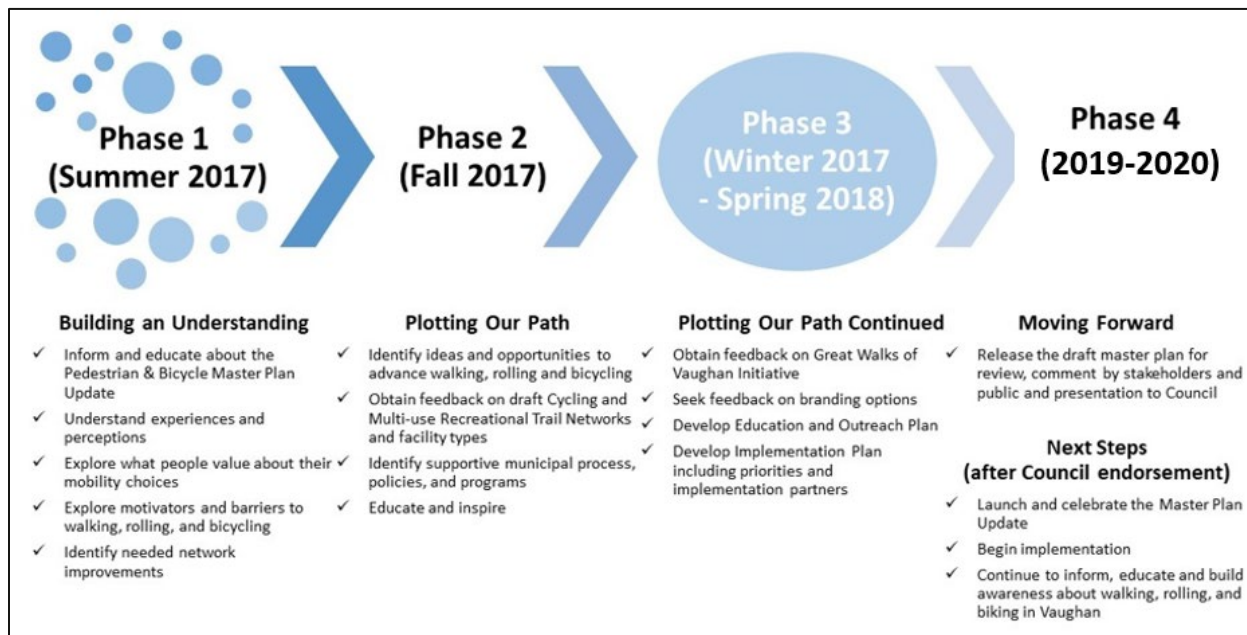 Phase 1
(Summer 2017)
Phase 2
(Fall 2017)
Phase 3
(Winter 2017
- Spring 2018)
Phase 4
(2019-2020)
Building an Understanding
✓ Inform and educate about the
Pedestrian & Bicycle Master Plan
Update
✓ Understand experiences and
perceptions
✓ Explore what people value about their
mobility choices
✓ Explore motivators and barriers to
walking, rolling, and bicycling
✓ Identify needed network
improvements
Plotting Our Path
✓ Identify ideas and opportunities to
advance walking, rolling and bicycling
✓ Obtain feedback on draft Cycling and
Multi-use Recreational Trail Networks
and facility types
✓ Identify supportive municipal process,
policies, and programs
✓ Educate and inspire
Plotting Our Path Continued
✓ Obtain feedback on Great Walks of
Vaughan Initiative
✓ Seek feedback on branding options
✓ Develop Education and Outreach Plan
✓ Develop Implementation Plan
including priorities and
implementation partners
Moving Forward
✓ Release the draft master plan for
review, comment by stakeholders and
public and presentation to Council
Next Steps
(after Council endorsement)
✓ Launch and celebrate the Master Plan
Update
✓ Begin implementation
✓ Continue to inform, educate and build
awareness about walking, rolling, and
biking in Vaughan